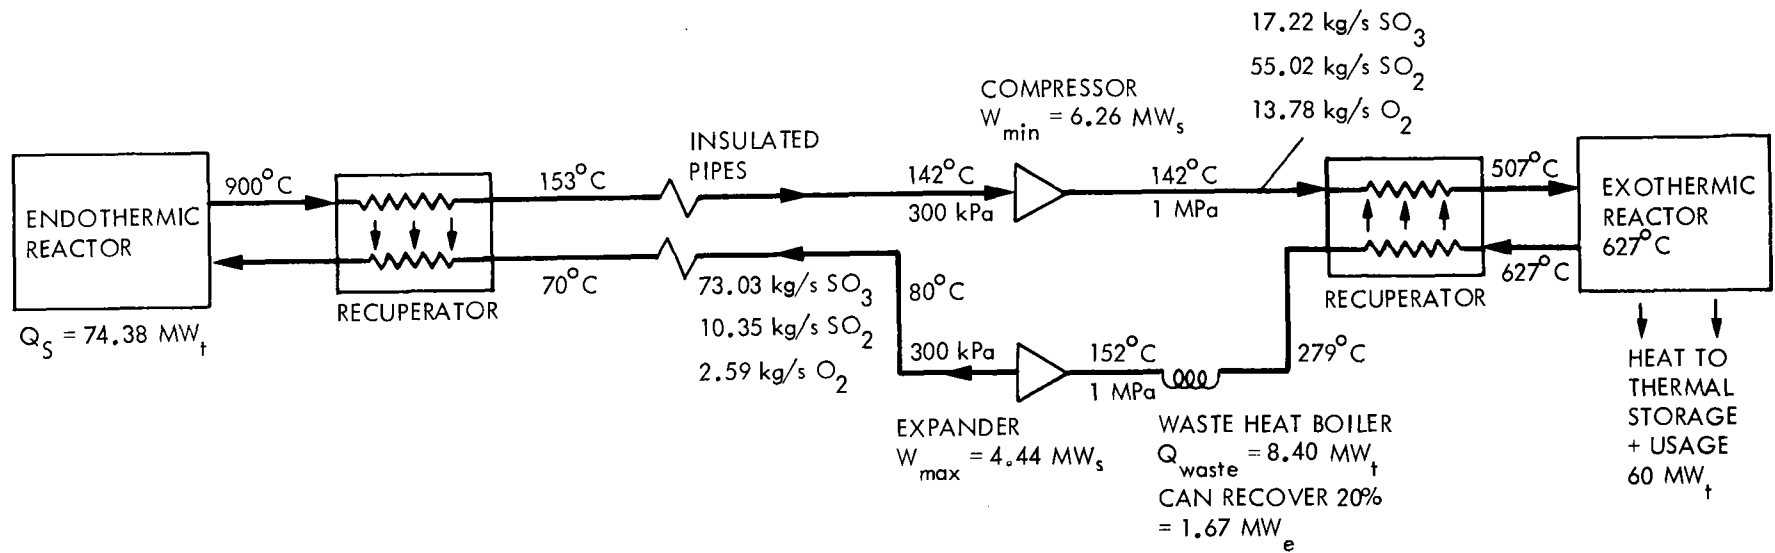 17.22 kg/s SO3
55.02 kg/s SO2
13.78 kg/s O2
COMPRESSOR
Wmin = 6.26 MWs
INSULATED
PIPES
ENDOTHERMIC
REACTOR
900°C
153°C
142°C
300 kPa
142°C
1 MPa
507°C
EXOTHERMIC
REACTOR
627°C
627°C
RECUPERATOR
70°C
73.03 kg/s SO3
10.35 kg/s SO2
2.59 kg/s O2
80°C
300 kPa
152°C
1 MPa
279°C
RECUPERATOR
QS = 74.38 MWt
HEAT TO
THERMAL
STORAGE
+ USAGE
60 MWt
EXPANDER
Wmax = 4.44 MWs
WASTE HEAT BOILER
Qwaste = 8.40 MWt
CAN RECOVER 20%
= 1.67 MWe